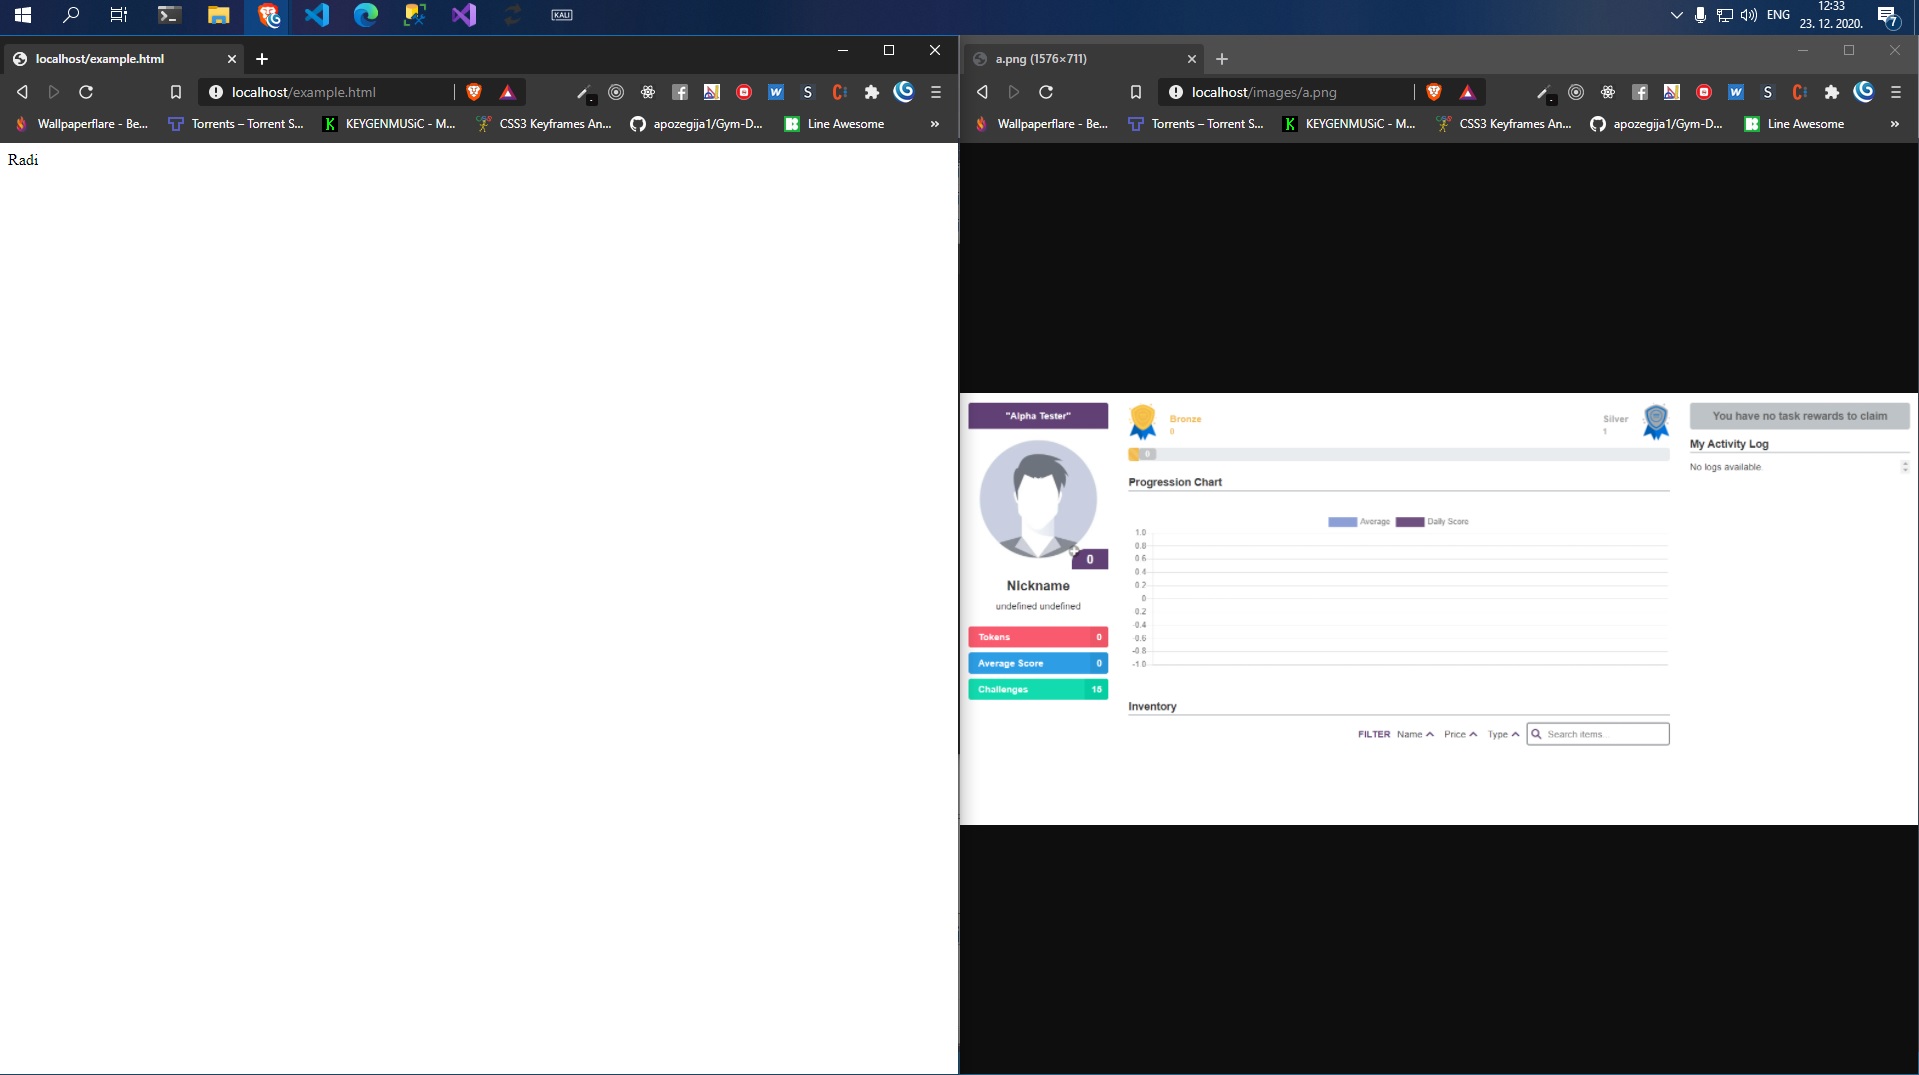 KALI
ENG
12:33
23. 12. 2020.
7
localhost/example.html
localhost/example.html
Wallpaperflare - Be...
Torrents – Torrent S...
KEYGENMUSiC - M...
CSS3 Keyframes An...
apozegija1/Gym-D...
Line Awesome
»
Radi
a.png (1576×711)
localhost/images/a.png
Wallpaperflare - Be...
Torrents – Torrent S...
KEYGENMUSiC - M...
CSS3 Keyframes An...
apozegija1/Gym-D...
Line Awesome
»
"Alpha Tester"
0
Nickname
undefined undefined
Tokens 0
Average Score 0
Challenges 15
Bronze
0
Silver
1
0
Progression Chart
Average Daily Score
1.0
0.8
0.6
0.4
0.2
0
0.2
-0.4
-0.6
-0.8
-1.0
Inventory
FILTER Name Price Type Search items...
You have no task rewards to claim
My Activity Log
No logs available